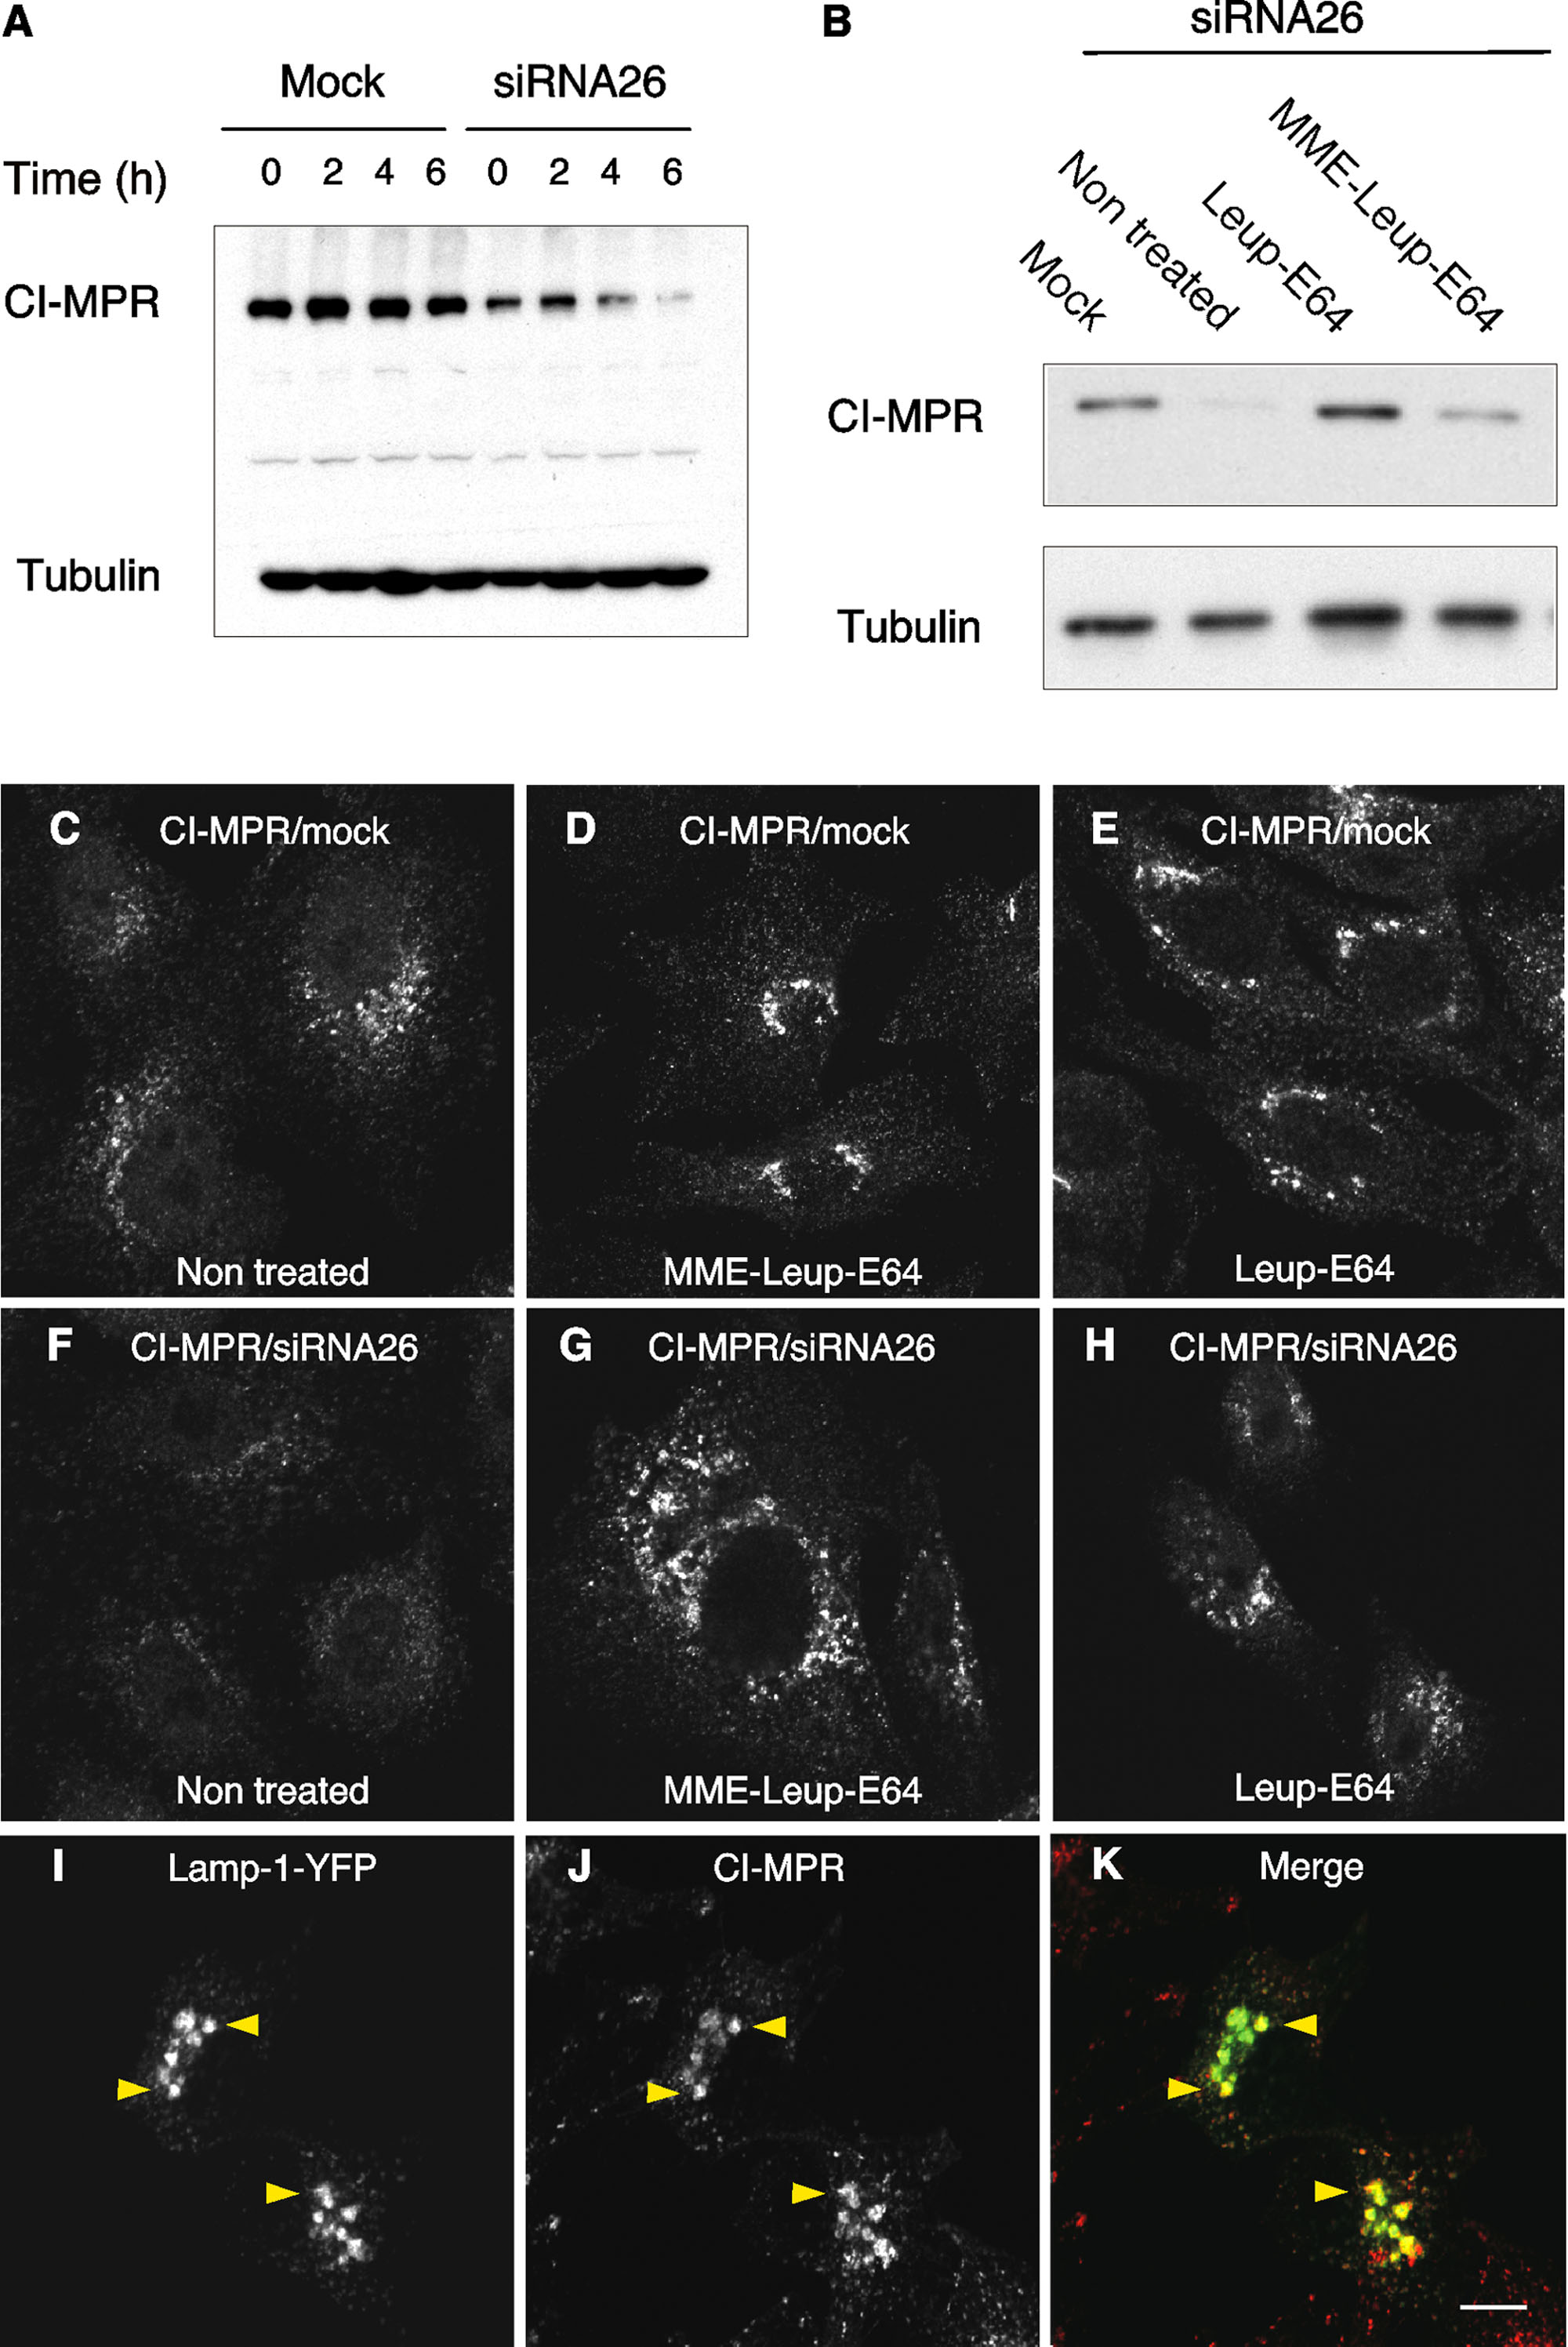 A
Mock siRNA26
Time (h) 0 2 4 6 0 2 4 6
CI-MPR
Tubulin
B
siRNA26
Mock
Non treated
Leup-E64
MME-Leup-E64
CI-MPR
Tubulin
C CI-MPR/mock
Non treated
D CI-MPR/mock
MME-Leup-E64
E CI-MPR/mock
Leup-E64
F CI-MPR/siRNA26
Non treated
G CI-MPR/siRNA26
MME-Leup-E64
H CI-MPR/siRNA26
Leup-E64
I Lamp-1-YFP
J CI-MPR
K Merge